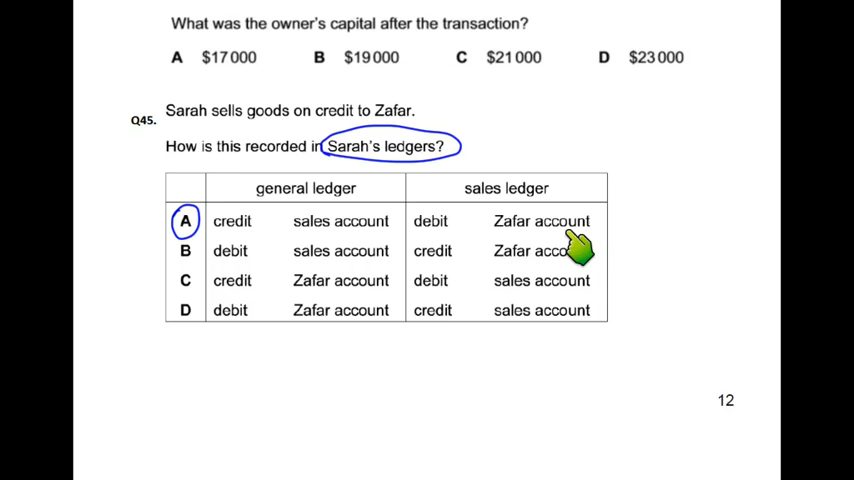 What was the owner's capital after the transaction?
A $17 000 B $19 000 C $21 000 D $23 000
Q45. Sarah sells goods on credit to Zafar.
How is this recorded in Sarah's ledgers?
general ledger sales ledger
A credit sales account debit Zafar account
B debit sales account credit Zafar
C credit Zafar account debit sales account
D debit Zafar account credit sales account
12